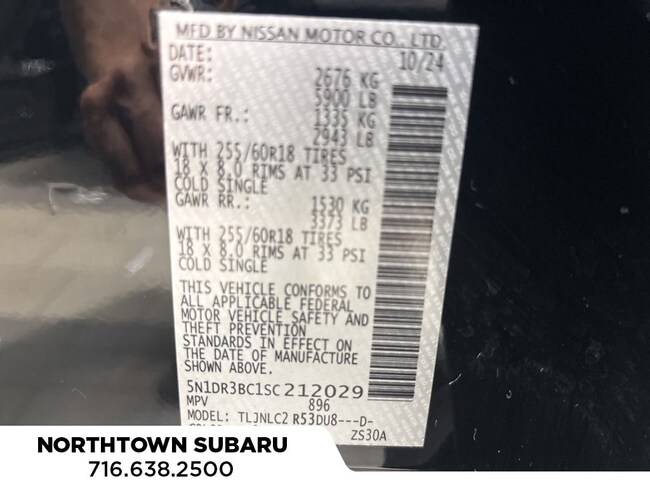 MFD BY NISSAN MOTOR CO., LTD.
DATE: 10/24
GVWR: 2676 KG
5900 LB
GAWR FR.: 1335 KG
2943 LB
WITH 255/60R18 TIRES
18 X 8.0 RIMS AT 33 PSI
COLD SINGLE
GAWR RR.: 1530 KG
3373 LB
WITH 255/60R18 TIRES
18 X 8.0 RIMS AT 33 PSI
COLD SINGLE
THIS VEHICLE CONFORMS TO
ALL APPLICABLE FEDERAL
MOTOR VEHICLE SAFETY AND
THEFT PREVENTION
STANDARDS IN EFFECT ON
THE DATE OF MANUFACTURE
SHOWN ABOVE.
5N1DR3BC1SC212029
MPV 896
MODEL: TLJNLC2 R53DU8---D-
ZS30A
NORTHTOWN SUBARU
716.638.2500